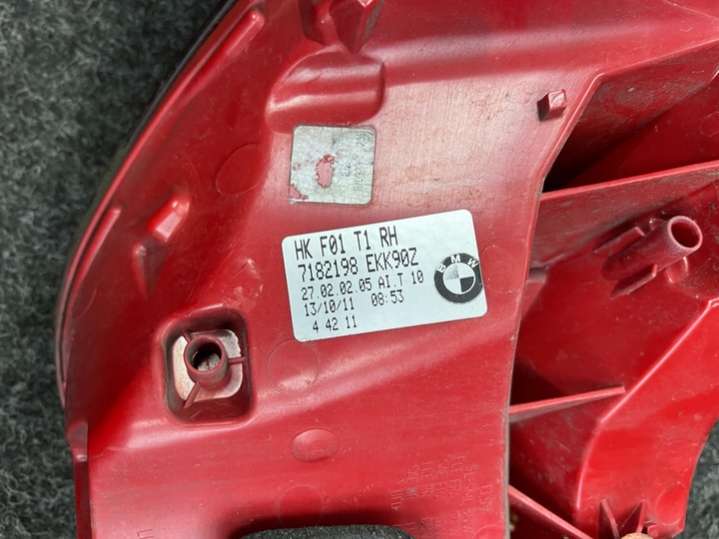 HK F01 T1 RH
7182198 EKK90Z
27.02.02.05 AI.T 10
13/10/11 08:53
4 42 11
BMW